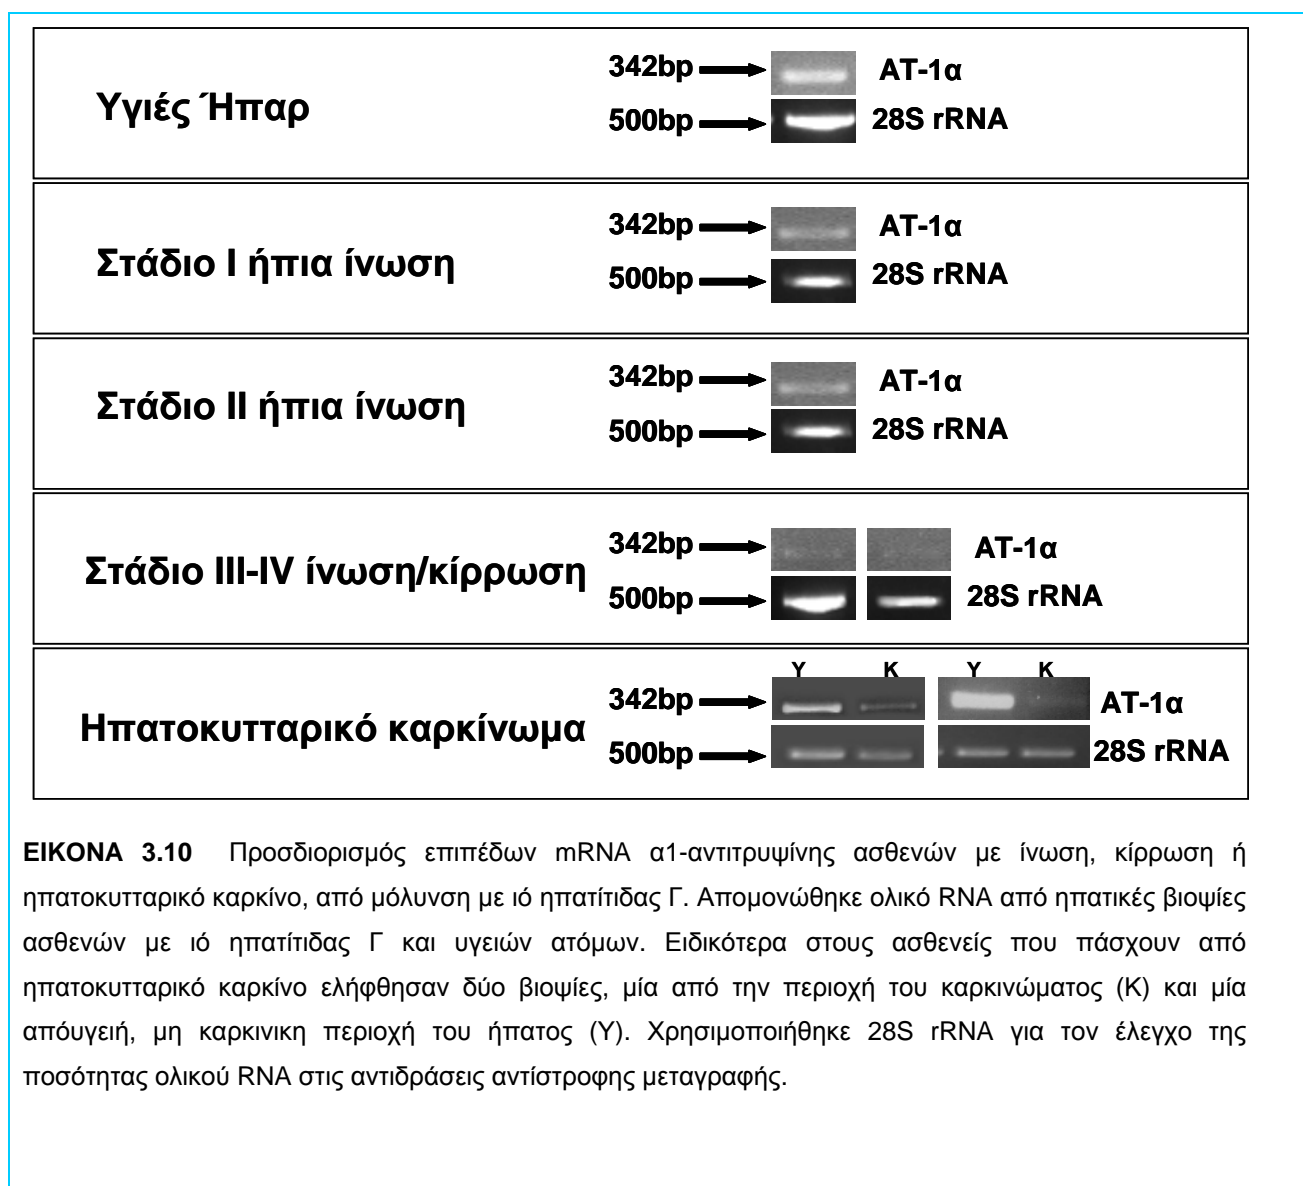 342bp AT-1α
Υγιές Ήπαρ
500bp 28S rRNA
342bp AT-1α
Στάδιο I ήπια ίνωση
500bp 28S rRNA
342bp AT-1α
Στάδιο II ήπια ίνωση
500bp 28S rRNA
342bp AT-1α
Στάδιο III-IV ίνωση/κίρρωση
500bp 28S rRNA
Υ Κ Υ Κ
342bp AT-1α
Ηπατοκυτταρικό καρκίνωμα
500bp 28S rRNA
ΕΙΚΟΝΑ 3.10 Προσδιορισμός επιπέδων mRNA α1-αντιτρυψίνης ασθενών με ίνωση, κίρρωση ή
ηπατοκυτταρικό καρκίνο, από μόλυνση με ιό ηπατίτιδας Γ. Απομονώθηκε ολικό RNA από ηπατικές βιοψίες
ασθενών με ιό ηπατίτιδας Γ και υγειών ατόμων. Ειδικότερα στους ασθενείς που πάσχουν από
ηπατοκυτταρικό καρκίνο ελήφθησαν δύο βιοψίες, μία από την περιοχή του καρκινώματος (Κ) και μία
απόυγειή, μη καρκινικη περιοχή του ήπατος (Υ). Χρησιμοποιήθηκε 28S rRNA για τον έλεγχο της
ποσότητας ολικού RNA στις αντιδράσεις αντίστροφης μεταγραφής.